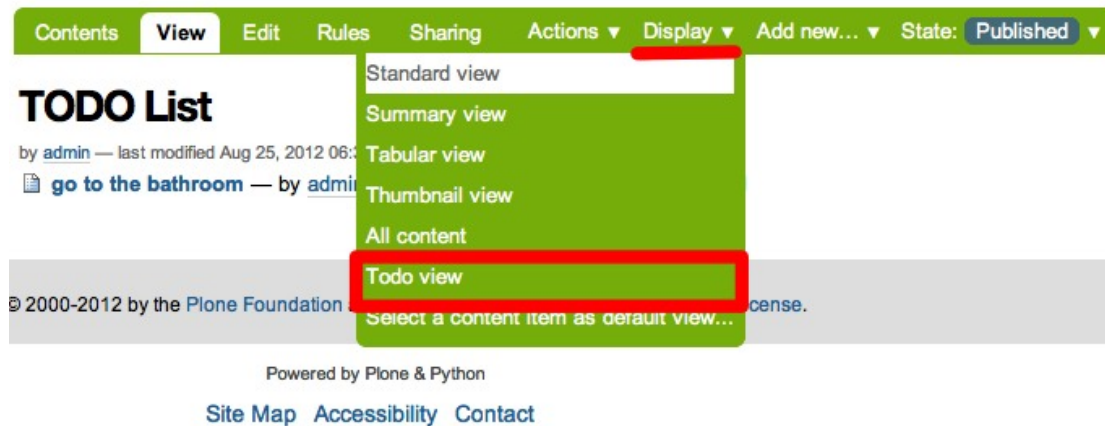 Contents View Edit Rules Sharing Actions ▼ Display ▼ Add new... ▼ State: Published ▼
Standard view
TODO List
Summary view
by admin — last modified Aug 25, 2012 06:
Tabular view
go to the bathroom — by admi
Thumbnail view
All content
Todo view
© 2000-2012 by the Plone Foundation cense.
Select a content item as default view...
Powered by Plone & Python
Site Map Accessibility Contact